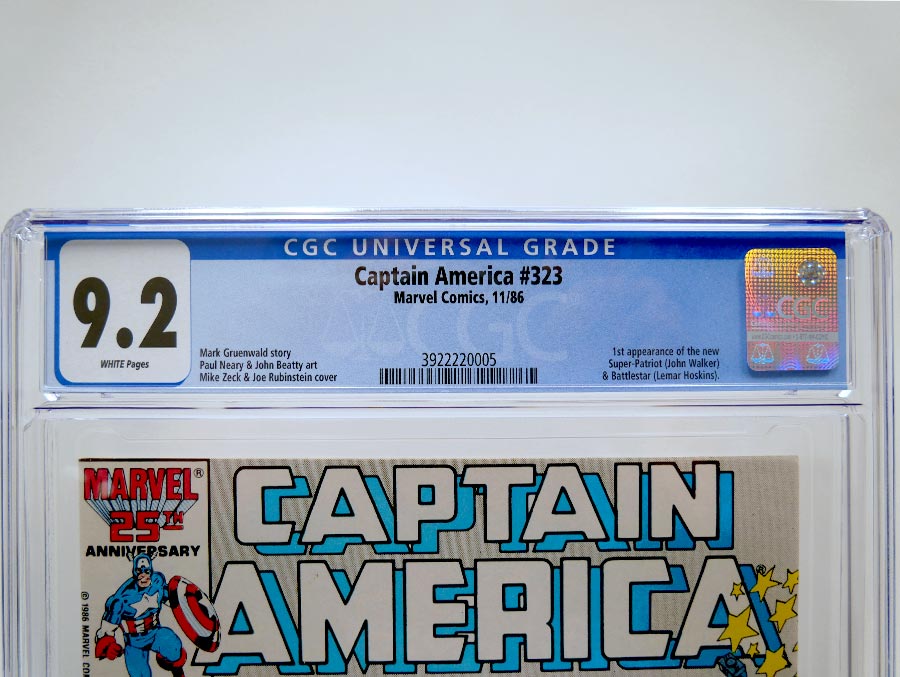 CGC UNIVERSAL GRADE
9.2
WHITE Pages
Captain America #323
Marvel Comics, 11/86
Mark Gruenwald story
Paul Neary & John Beatty art
Mike Zeck & Joe Rubinstein cover
3922220005
1st appearance of the new
Super-Patriot (John Walker)
& Battlestar (Lemar Hoskins).
CGC
CGC
MARVEL®
25TH
ANNIVERSARY
CAPTAIN
AMERICA®
© 1986 MARVEL